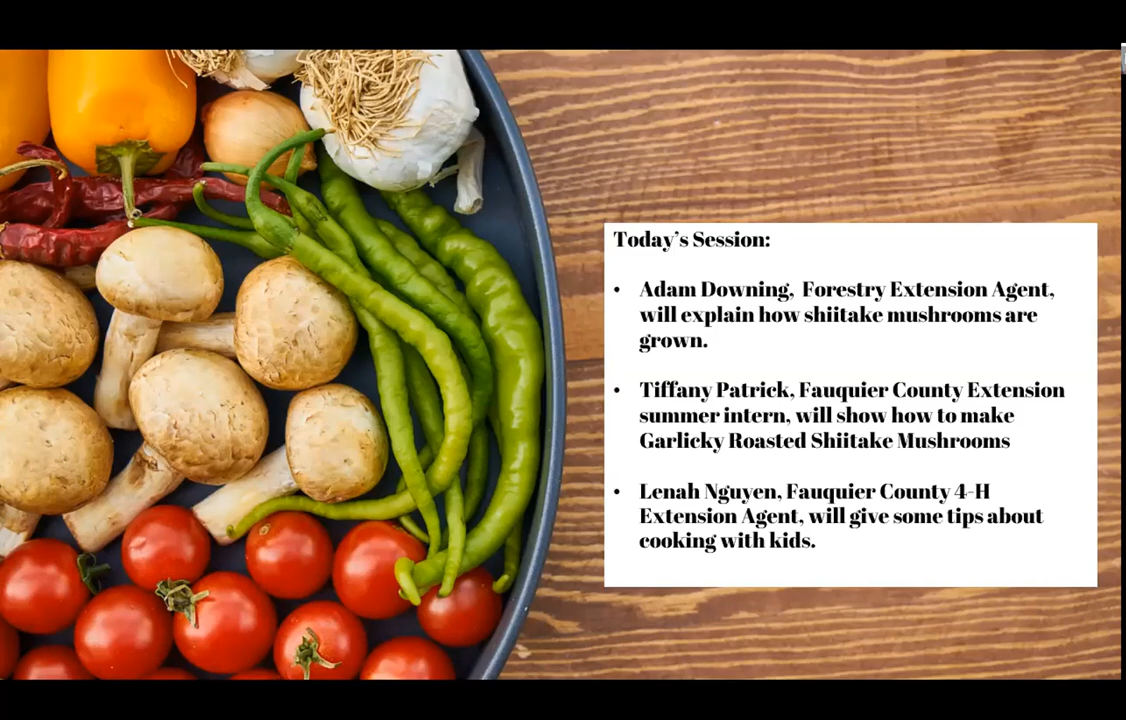 Today's Session:
• Adam Downing,  Forestry Extension Agent,
will explain how shiitake mushrooms are
grown.
• Tiffany Patrick, Fauquier County Extension
summer intern, will show how to make
Garlicky Roasted Shiitake Mushrooms
• Lenah Nguyen, Fauquier County 4-H
Extension Agent, will give some tips about
cooking with kids.